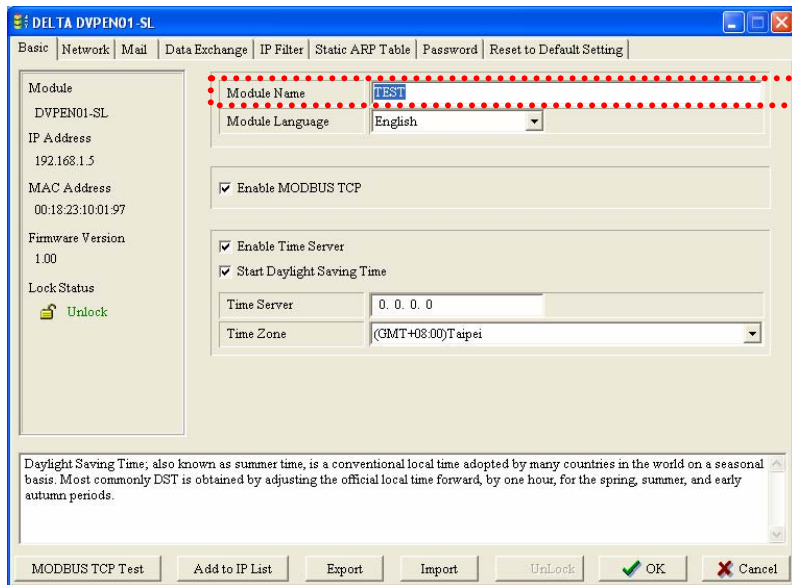 DELTA DVPEN01-SL
Basic Network Mail Data Exchange IP Filter Static ARP Table Password Reset to Default Setting
Module
DVPEN01-SL
IP Address
192.168.1.5
MAC Address
00:18:23:10:01:97
Firmware Version
1.00
Lock Status
Unlock
Module Name TEST
Module Language English
Enable MODBUS TCP
Enable Time Server
Start Daylight Saving Time
Time Server 0. 0. 0. 0
Time Zone (GMT+08:00)Taipei
Daylight Saving Time; also known as summer time, is a conventional local time adopted by many countries in the world on a seasonal
basis. Most commonly DST is obtained by adjusting the official local time forward, by one hour, for the spring, summer, and early
autumn periods.
MODBUS TCP Test Add to IP List Export Import UnLock OK Cancel